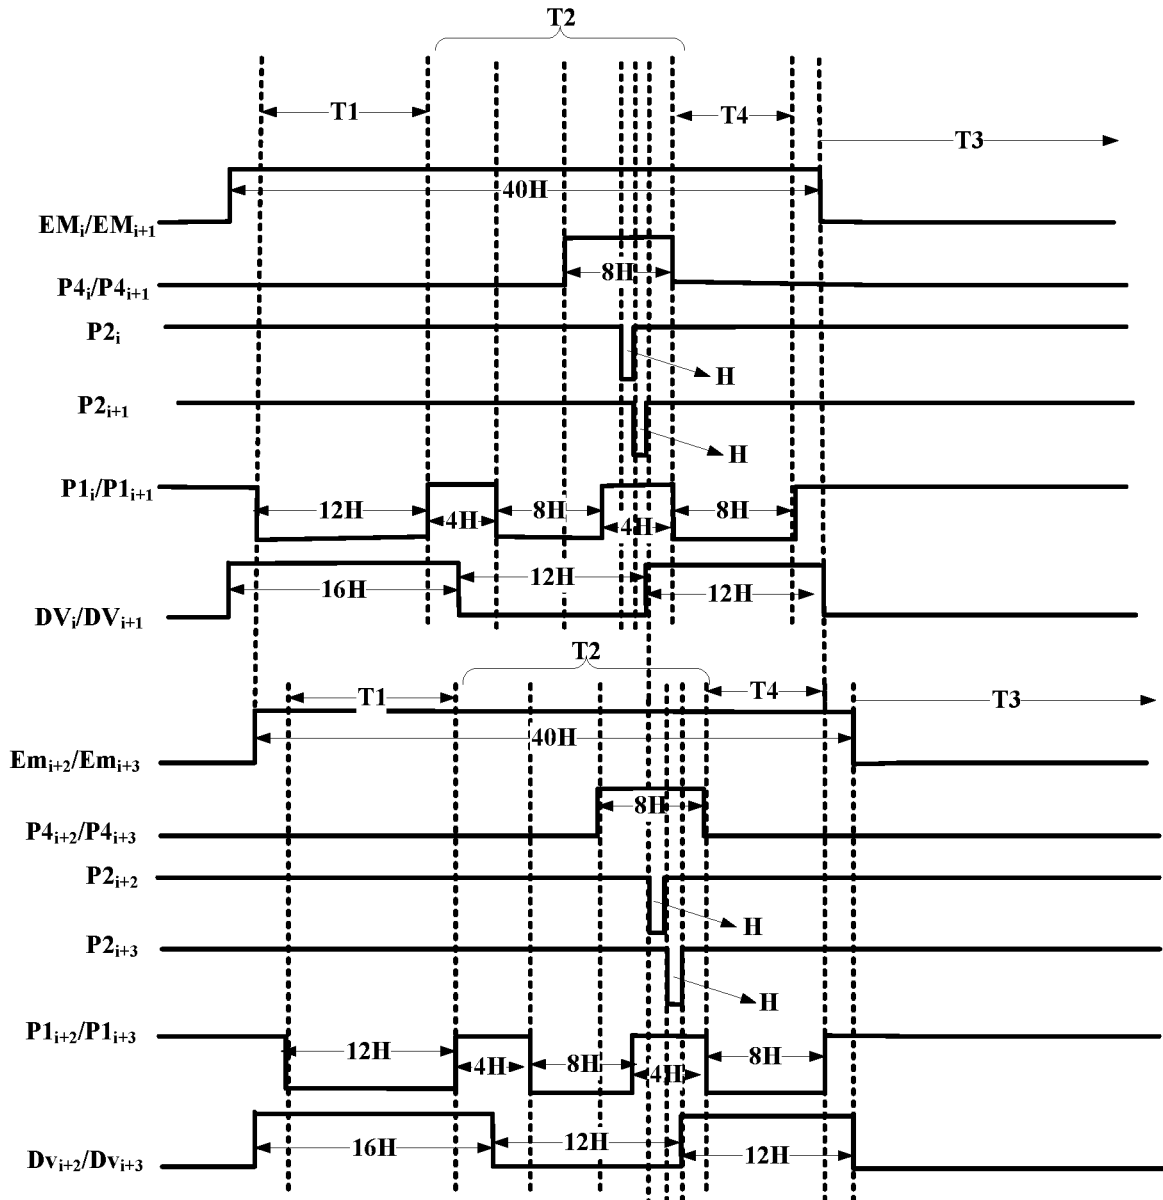 T2
T1
T4
T3
40H
EMi/EMi+1
8H
P4i/P4i+1
P2i
H
P2i+1
H
P1i/P1i+1
12H
4H
8H
4H
8H
16H
12H
12H
DVi/DVi+1
T2
T1
T4
T3
40H
Emi+2/Emi+3
8H
P4i+2/P4i+3
P2i+2
H
P2i+3
H
P1i+2/P1i+3
12H
4H
8H
4H
8H
16H
12H
12H
Dvi+2/Dvi+3